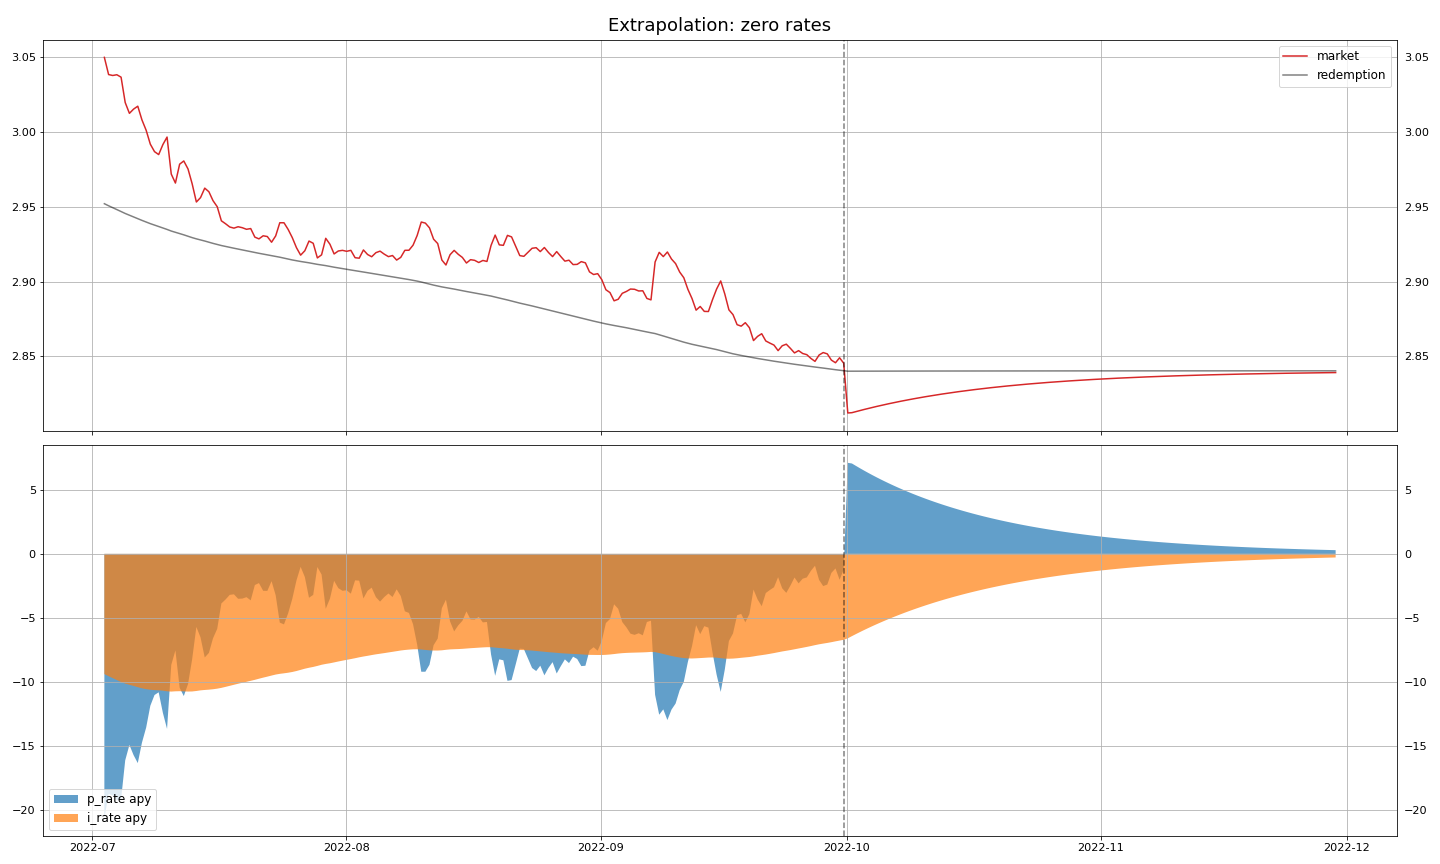 Extrapolation: zero rates
market
redemption
3.05 3.05
3.00 3.00
2.95 2.95
2.90 2.90
2.85 2.85
5 5
0 0
−5 −5
−10 −10
−15 −15
−20 −20
p_rate apy
i_rate apy
2022-07 2022-08 2022-09 2022-10 2022-11 2022-12